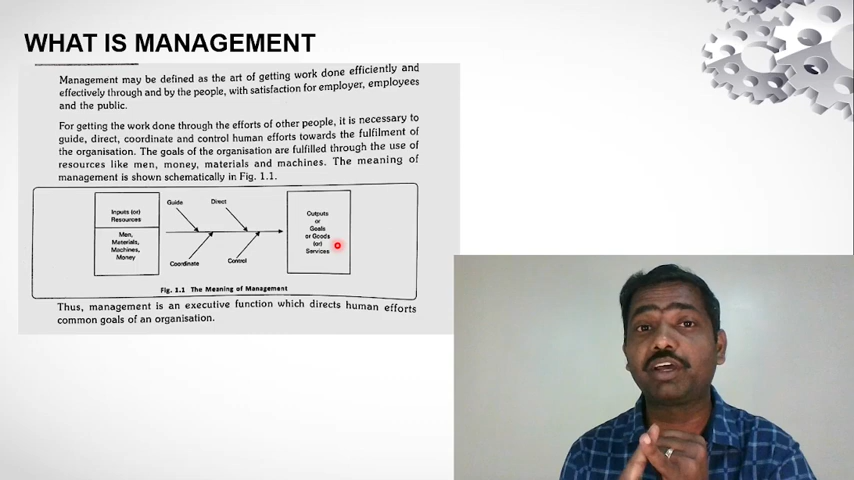 WHAT IS MANAGEMENT
Management may be defined as the art of getting work done efficiently and
effectively through and by the people, with satisfaction for employer, employees
and the public.
For getting the work done through the efforts of other people, it is necessary to
guide, direct, coordinate and control human efforts towards the fulfilment of
the organisation. The goals of the organisation are fulfilled through the use of
resources like men, money, materials and machines. The meaning of
management is shown schematically in Fig. 1.1.
Inputs (or)
Resources
Men,
Materials,
Machines,
Money
Guide
Direct
Coordinate
Control
Outputs
or
Goals
or Goods
(or)
Services
Fig. 1.1 The Meaning of Management
Thus, management is an executive function which directs human efforts
common goals of an organisation.